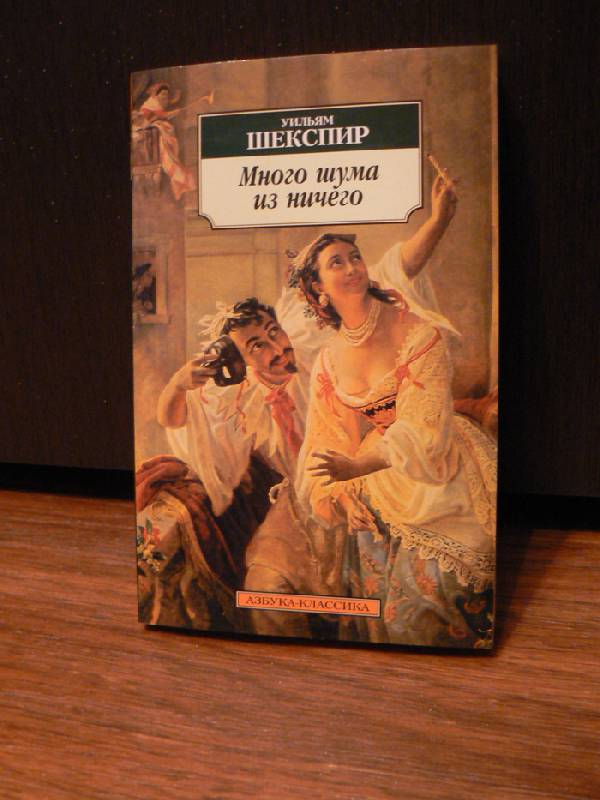 УИЛЬЯМ
ШЕКСПИР
Много шума
из ничего
АЗБУКА-КЛАССИКА